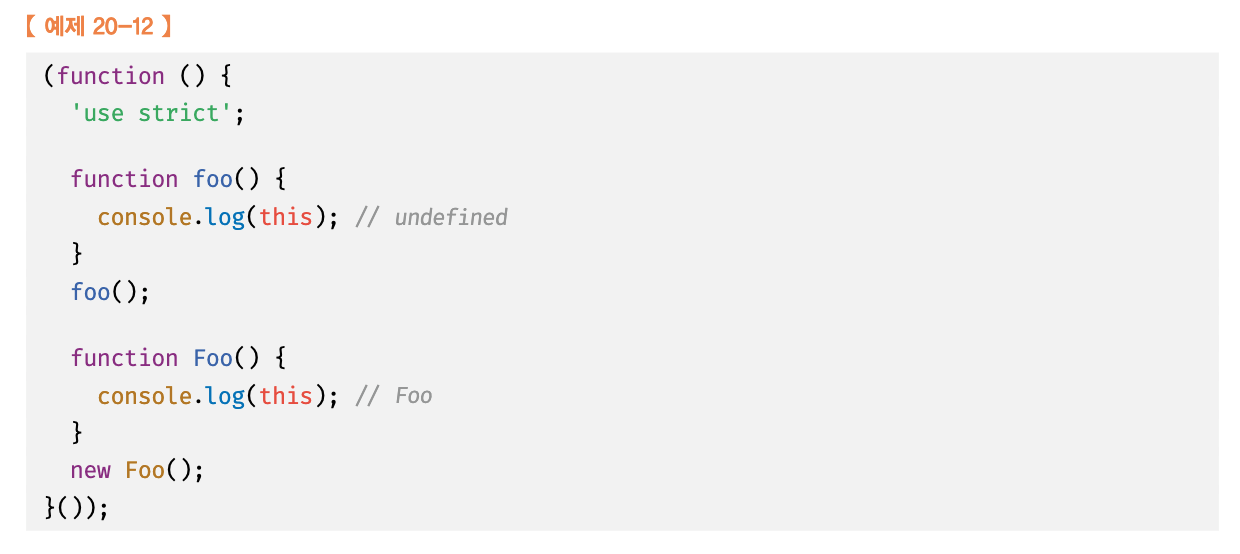 【 예제 20-12 】
(function () {
  'use strict';

  function foo() {
    console.log(this); // undefined
  }
  foo();

  function Foo() {
    console.log(this); // Foo
  }
  new Foo();
}());